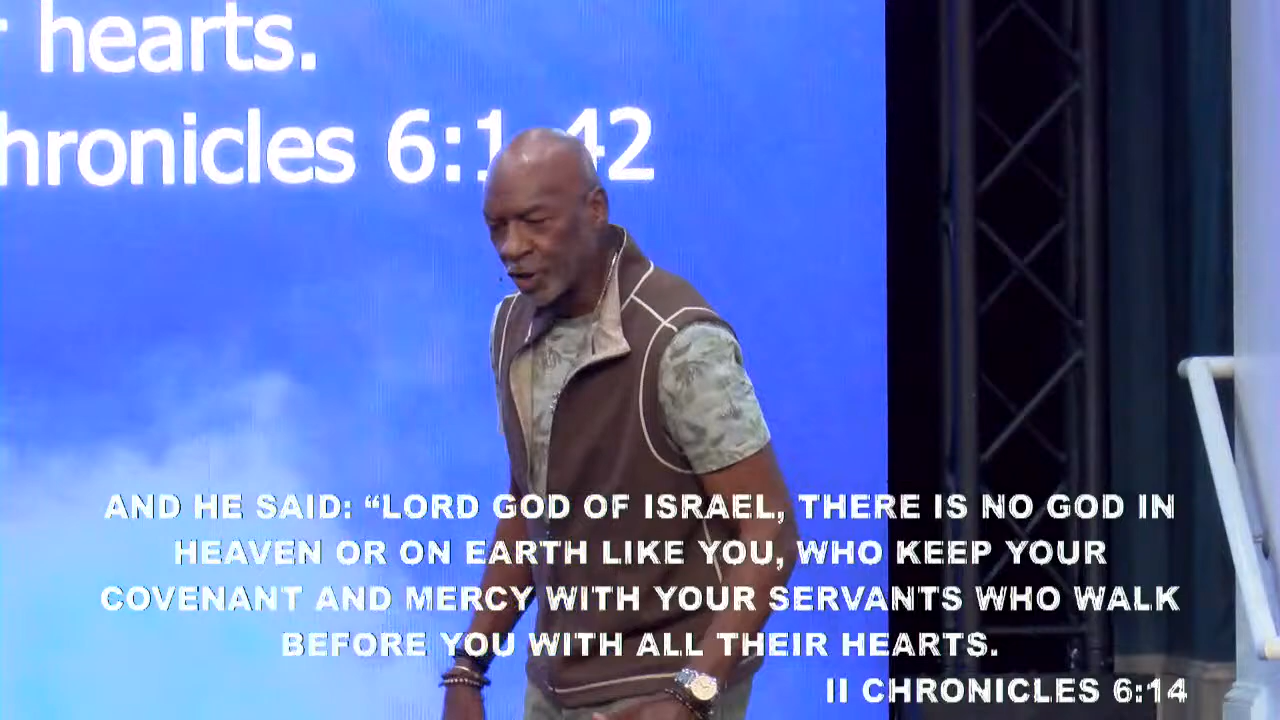 hearts.
hronicles 6:1 42
AND HE SAID: “LORD GOD OF ISRAEL, THERE IS NO GOD IN
HEAVEN OR ON EARTH LIKE YOU, WHO KEEP YOUR
COVENANT AND MERCY WITH YOUR SERVANTS WHO WALK
BEFORE YOU WITH ALL THEIR HEARTS.
II CHRONICLES 6:14